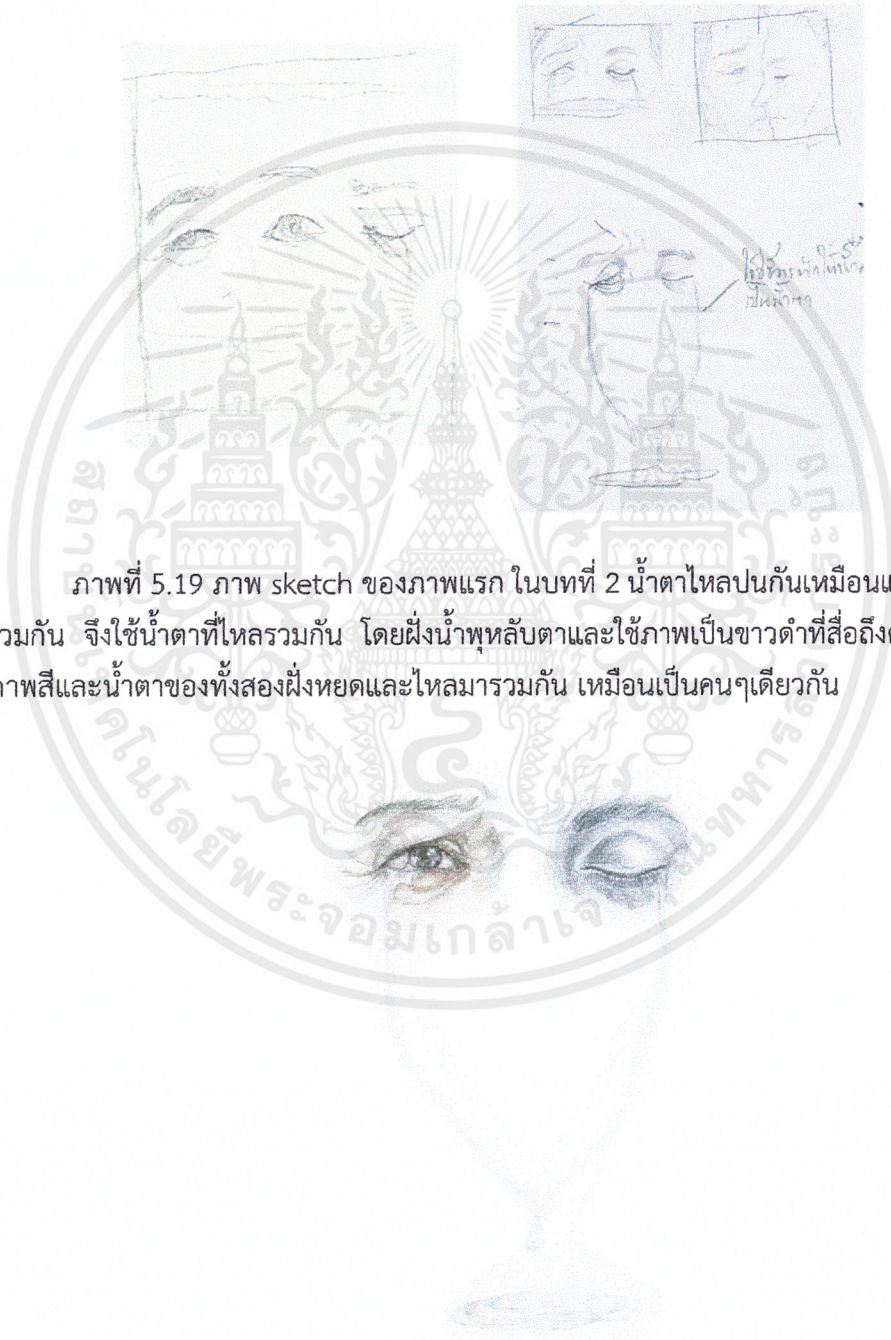 เป็นน้ำตา
ภาพที่ 5.19 ภาพ sketch ของภาพแรก ในบทที่ 2 น้ำตาไหลปนกันเหมือน
วมกัน จึงใช้น้ำตาที่ไหลรวมกัน โดยฝั่งน้ำพุหลับตาและใช้ภาพเป็นขาวดำที่สื่อถึง
าพสีและน้ำตาของทั้งสองฝั่งหยดและไหลมารวมกัน เหมือนเป็นคนๆเดียวกัน